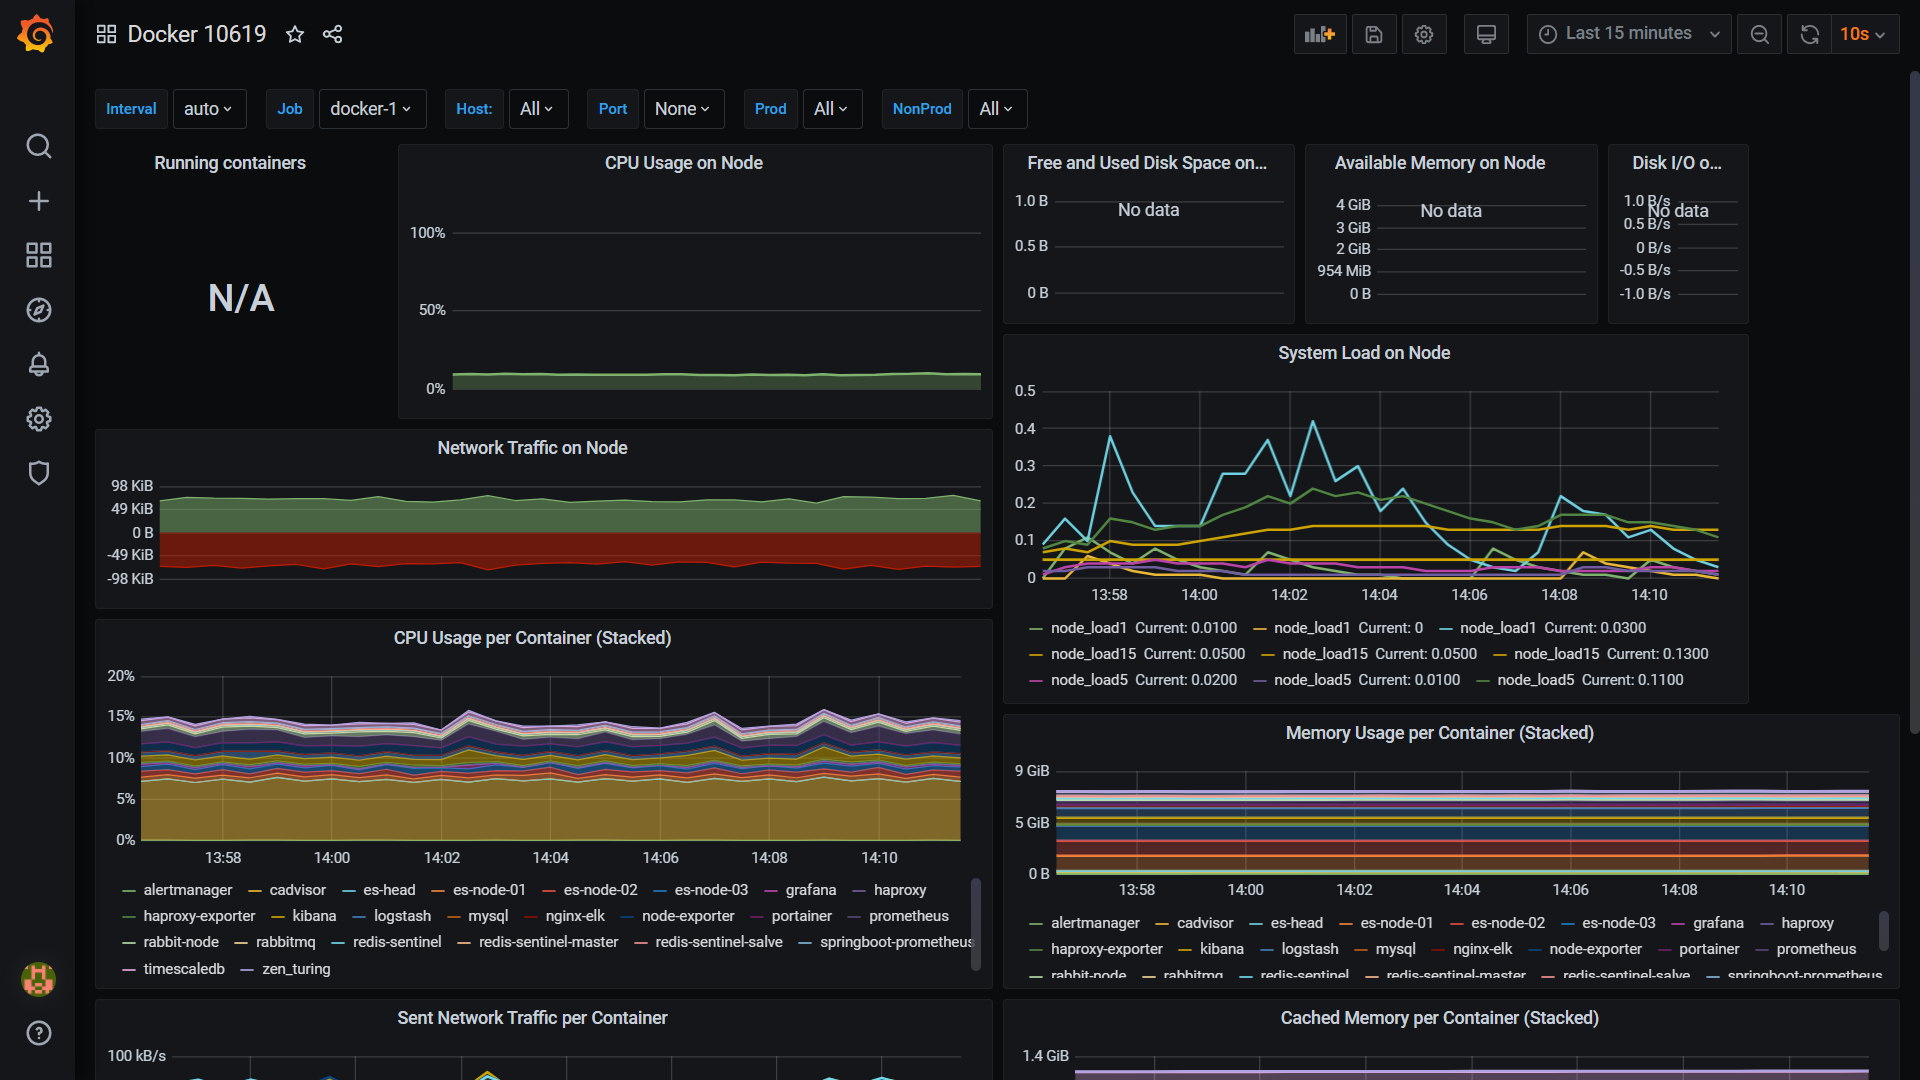 Docker 10619
Last 15 minutes
10s
Interval auto Job docker-1 Host: All Port None Prod All NonProd All
Running containers
N/A
CPU Usage on Node
100%
50%
0%
Free and Used Disk Space on...
1.0 B
No data
0.5 B
0 B
Available Memory on Node
4 GiB
No data
3 GiB
2 GiB
954 MiB
0 B
Disk I/O o...
1.0 B/s
No data
0.5 B/s
0 B/s
-0.5 B/s
-1.0 B/s
System Load on Node
0.5
0.4
0.3
0.2
0.1
0
13:58 14:00 14:02 14:04 14:06 14:08 14:10
node_load1 Current: 0.0100 node_load1 Current: 0 node_load1 Current: 0.0300
node_load15 Current: 0.0500 node_load15 Current: 0.0500 node_load15 Current: 0.1300
node_load5 Current: 0.0200 node_load5 Current: 0.0100 node_load5 Current: 0.1100
Network Traffic on Node
98 KiB
49 KiB
0 B
-49 KiB
-98 KiB
CPU Usage per Container (Stacked)
20%
15%
10%
5%
0%
13:58 14:00 14:02 14:04 14:06 14:08 14:10
alertmanager cadvisor es-head es-node-01 es-node-02 es-node-03 grafana haproxy
haproxy-exporter kibana logstash mysql nginx-elk node-exporter portainer prometheus
rabbit-node rabbitmq redis-sentinel redis-sentinel-master redis-sentinel-salve springboot-prometheus
timescaledb zen_turing
Memory Usage per Container (Stacked)
9 GiB
5 GiB
0 B
13:58 14:00 14:02 14:04 14:06 14:08 14:10
alertmanager cadvisor es-head es-node-01 es-node-02 es-node-03 grafana haproxy
haproxy-exporter kibana logstash mysql nginx-elk node-exporter portainer prometheus
rabbit-node rabbitmq redis-sentinel redis-sentinel-master redis-sentinel-salve springboot-prometheus
Sent Network Traffic per Container
100 kB/s
Cached Memory per Container (Stacked)
1.4 GiB